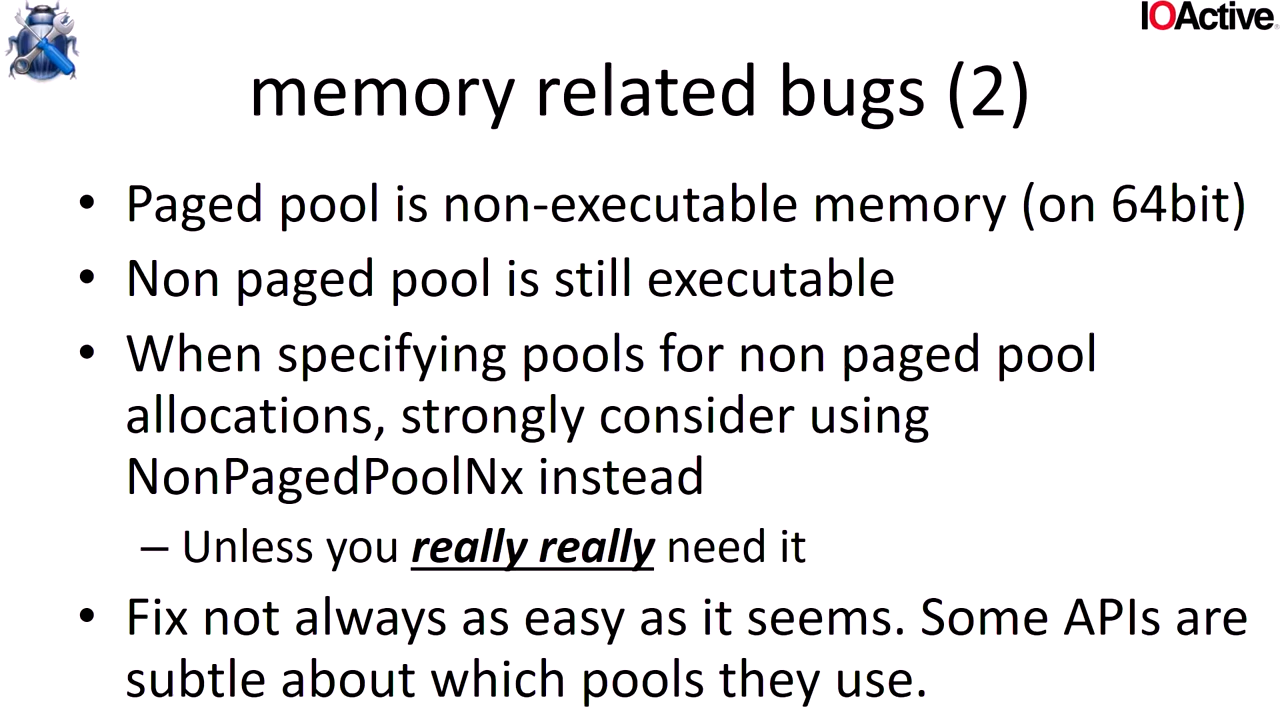 IOActive
memory related bugs (2)
• Paged pool is non-executable memory (on 64bit)
• Non paged pool is still executable
• When specifying pools for non paged pool
allocations, strongly consider using
NonPagedPoolNx instead
– Unless you really really need it
• Fix not always as easy as it seems. Some APIs are
subtle about which pools they use.